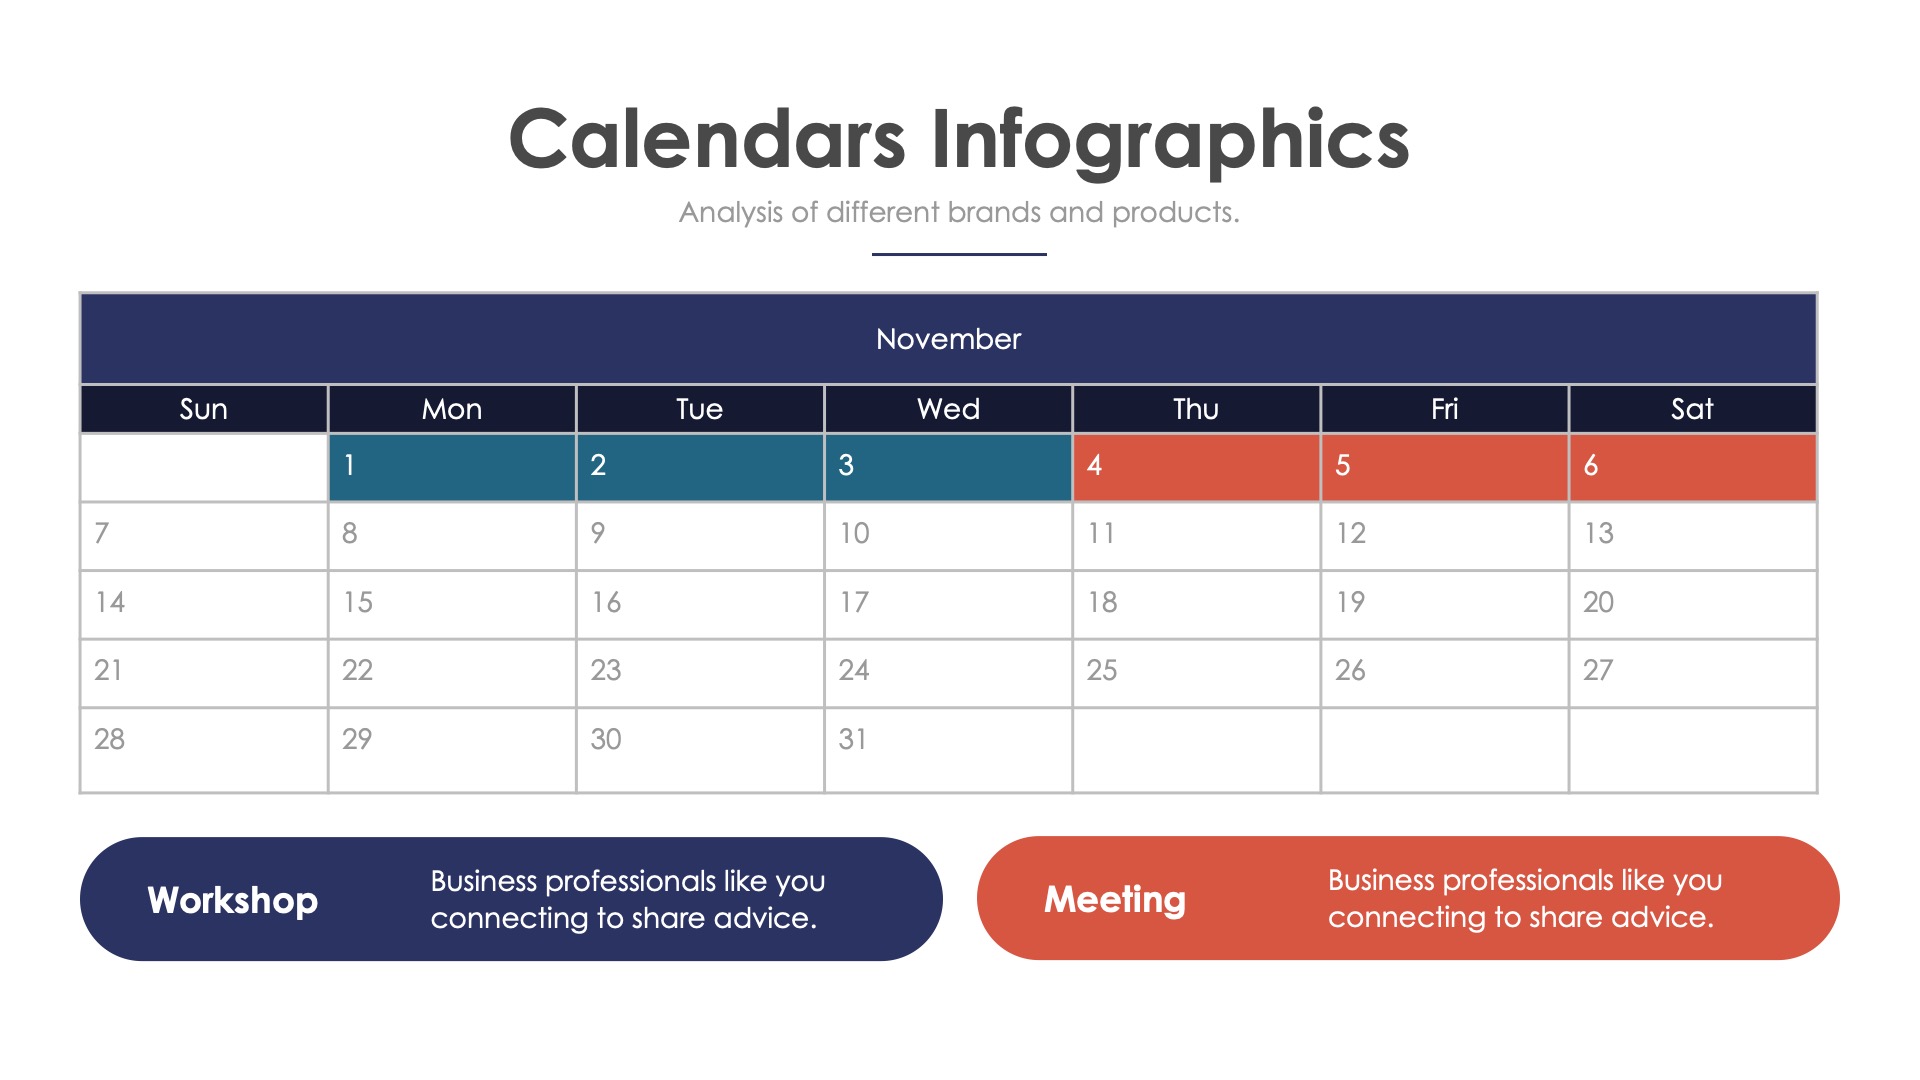 Calendars Infographics
Analysis of different brands and products.
November
Sun Mon Tue Wed Thu Fri Sat
1 2 3 4 5 6
7 8 9 10 11 12 13
14 15 16 17 18 19 20
21 22 23 24 25 26 27
28 29 30 31
Workshop
Business professionals like you
connecting to share advice.
Meeting
Business professionals like you
connecting to share advice.